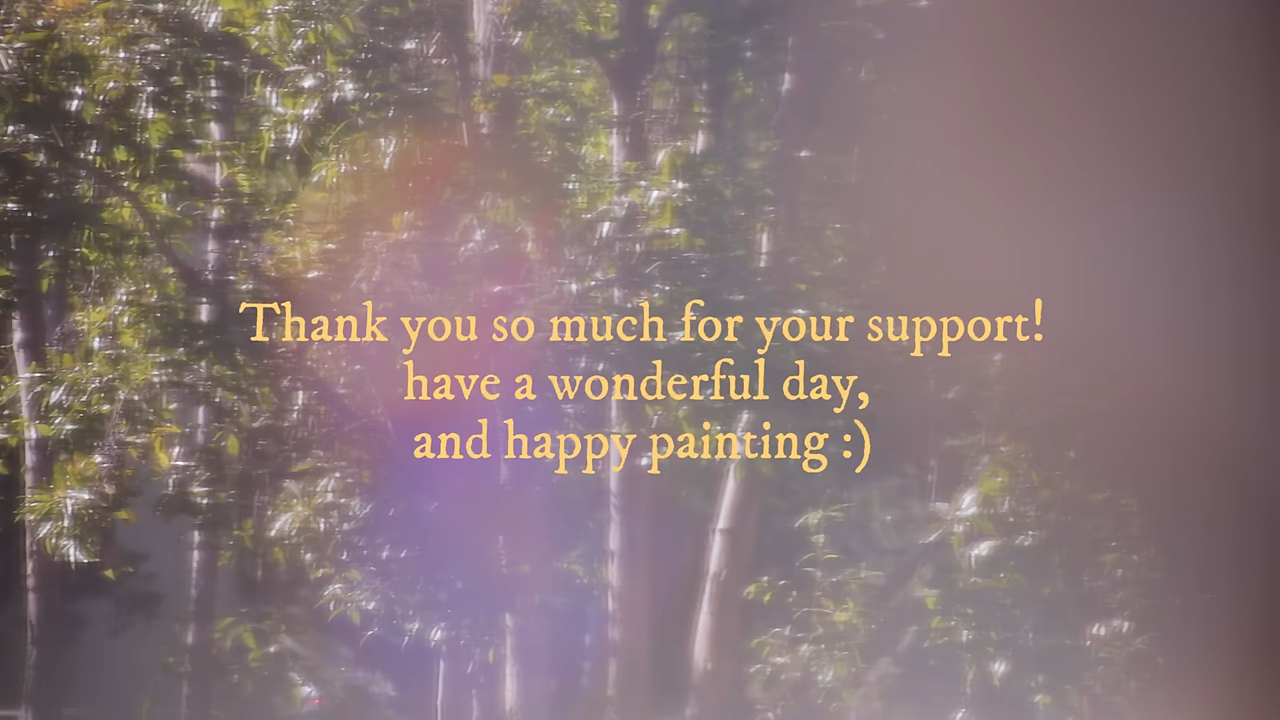 Thank you so much for your support!
have a wonderful day,
and happy painting :)